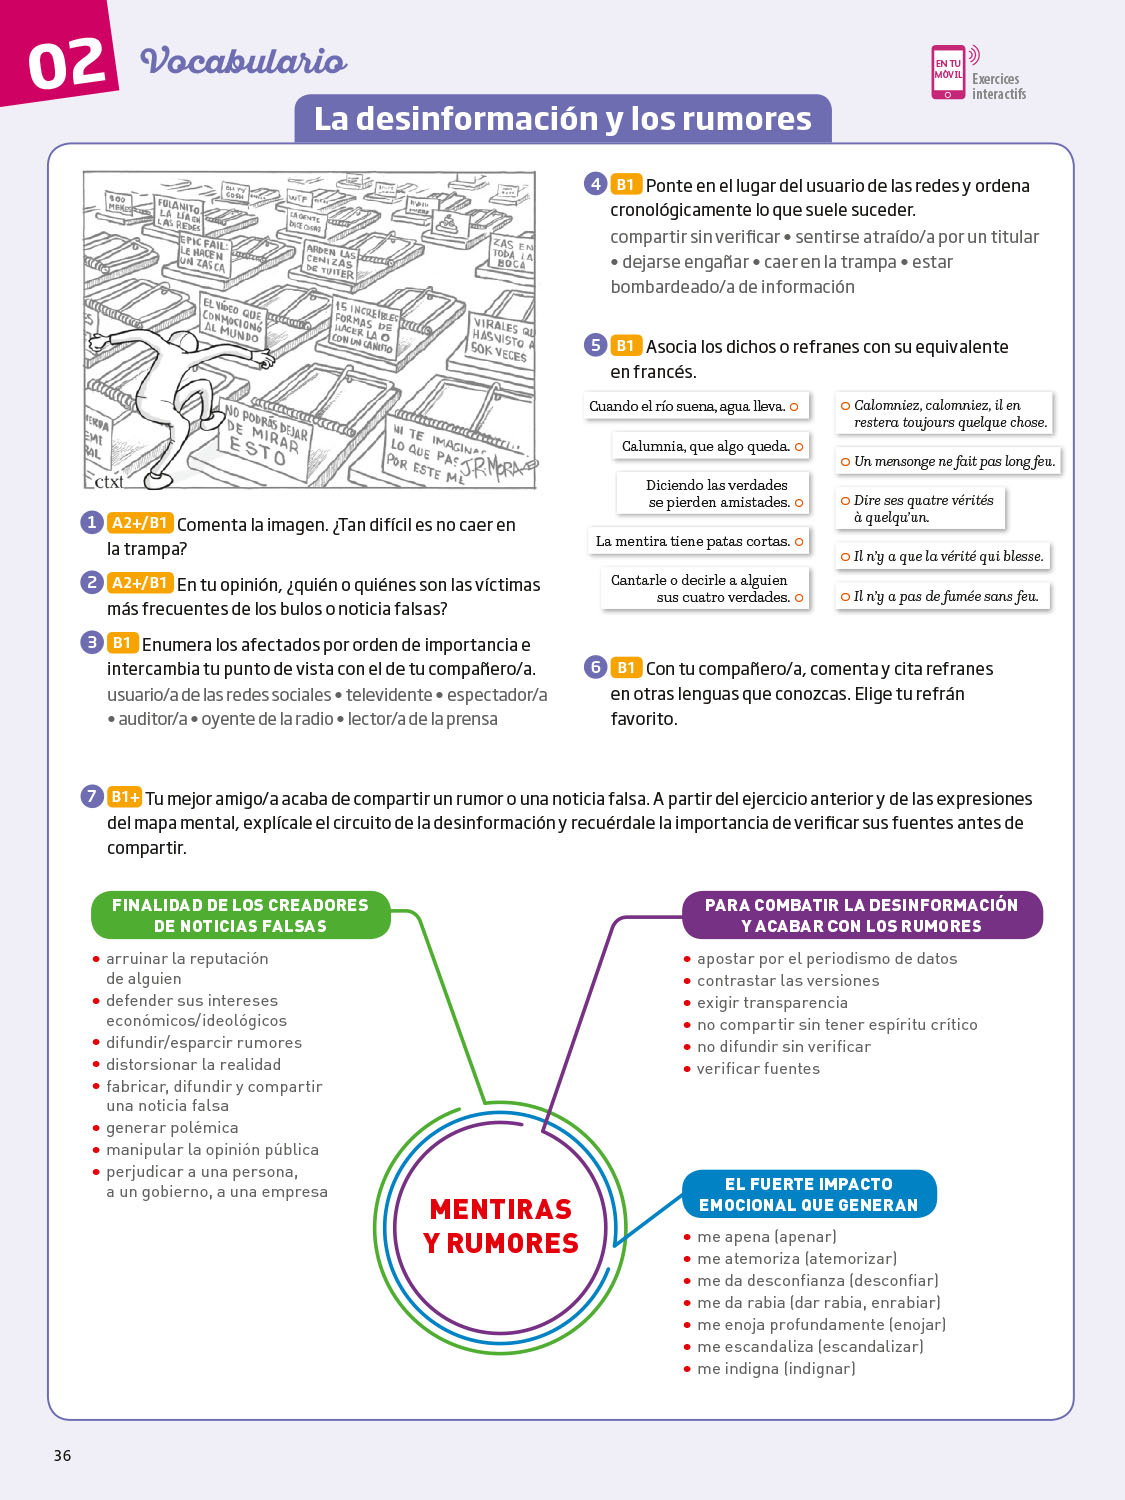 02
Vocabulario
EN TU
MÓVIL
Exercices
interactifs
La desinformación y los rumores
800
MEMES
FULANITO
LA LÍA EN
LAS REDES
WTF
LA GENTE
DICE COSAS
EPIC FAIL:
LE HACEN
UN ZASCA
ARDEN LAS
CENIZAS
DE TUITER
ZAS EN
TODA LA
BOCA
EL VÍDEO QUE
CONMOCIONÓ
AL MUNDO
15 INCREÍBLES
FORMAS DE
HACER LA O
CON UN CANUTO
VIRALES QU
HAS VISTO A
50K VECES
NO PODRÁS DEJAR
DE MIRAR
ESTO
NI TE IMAGINA
LO QUE PAS
POR ESTE ME
J.R. MORA
ctxt
1 A2+/B1 Comenta la imagen. ¿Tan difícil es no caer en
la trampa?
2 A2+/B1 En tu opinión, ¿quién o quiénes son las víctimas
más frecuentes de los bulos o noticia falsas?
3 B1 Enumera los afectados por orden de importancia e
intercambia tu punto de vista con el de tu compañero/a.
usuario/a de las redes sociales • televidente • espectador/a
• auditor/a • oyente de la radio • lector/a de la prensa
4 B1 Ponte en el lugar del usuario de las redes y ordena
cronológicamente lo que suele suceder.
compartir sin verificar • sentirse atraído/a por un titular
• dejarse engañar • caer en la trampa • estar
bombardeado/a de información
5 B1 Asocia los dichos o refranes con su equivalente
en francés.
Cuando el río suena, agua lleva.
Calumnia, que algo queda.
Diciendo las verdades
se pierden amistades.
La mentira tiene patas cortas.
Cantarle o decirle a alguien
sus cuatro verdades.
Calomniez, calomniez, il en
restera toujours quelque chose.
Un mensonge ne fait pas long feu.
Dire ses quatre vérités
à quelqu'un.
Il n'y a que la vérité qui blesse.
Il n'y a pas de fumée sans feu.
6 B1 Con tu compañero/a, comenta y cita refranes
en otras lenguas que conozcas. Elige tu refrán
favorito.
7 B1+ Tu mejor amigo/a acaba de compartir un rumor o una noticia falsa. A partir del ejercicio anterior y de las expresiones
del mapa mental, explícale el circuito de la desinformación y recuérdale la importancia de verificar sus fuentes antes de
compartir.
FINALIDAD DE LOS CREADORES
DE NOTICIAS FALSAS
• arruinar la reputación
de alguien
• defender sus intereses
económicos/ideológicos
• difundir/esparcir rumores
• distorsionar la realidad
• fabricar, difundir y compartir
una noticia falsa
• generar polémica
• manipular la opinión pública
• perjudicar a una persona,
a un gobierno, a una empresa
PARA COMBATIR LA DESINFORMACIÓN
Y ACABAR CON LOS RUMORES
• apostar por el periodismo de datos
• contrastar las versiones
• exigir transparencia
• no compartir sin tener espíritu crítico
• no difundir sin verificar
• verificar fuentes
MENTIRAS
Y RUMORES
EL FUERTE IMPACTO
EMOCIONAL QUE GENERAN
• me apena (apenar)
• me atemoriza (atemorizar)
• me da desconfianza (desconfiar)
• me da rabia (dar rabia, enrabiar)
• me enoja profundamente (enojar)
• me escandaliza (escandalizar)
• me indigna (indignar)
36